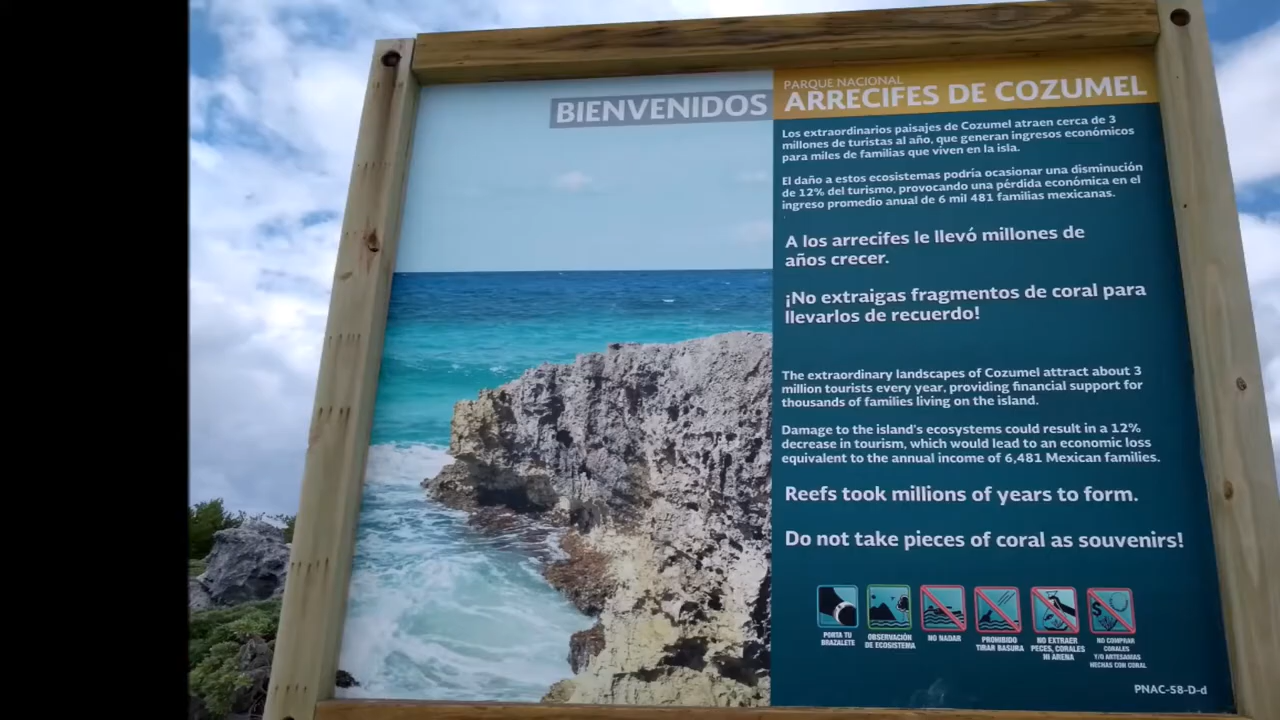 BIENVENIDOS
PARQUE NACIONAL
ARRECIFES DE COZUMEL
Los extraordinarios paisajes de Cozumel atraen cerca de 3
millones de turistas al año, que generan ingresos económicos
para miles de familias que viven en la isla.
El daño a estos ecosistemas podría ocasionar una disminución
de 12% del turismo, provocando una pérdida económica en el
ingreso promedio anual de 6 mil 481 familias mexicanas.
A los arrecifes le llevó millones de
años crecer.
¡No extraigas fragmentos de coral para
llevarlos de recuerdo!
The extraordinary landscapes of Cozumel attract about 3
million tourists every year, providing financial support for
thousands of families living on the island.
Damage to the island's ecosystems could result in a 12%
decrease in tourism, which would lead to an economic loss
equivalent to the annual income of 6,481 Mexican families.
Reefs took millions of years to form.
Do not take pieces of coral as souvenirs!
PORTA TU
BRAZALETE
OBSERVACIÓN
DE ECOSISTEMA
NO NADAR
PROHIBIDO
TIRAR BASURA
NO EXTRAER
PECES, CORALES
NI ARENA
NO COMPRAR
CORALES
Y/O ARTESANIAS
HECHAS CON CORAL
PNAC-58-D-d